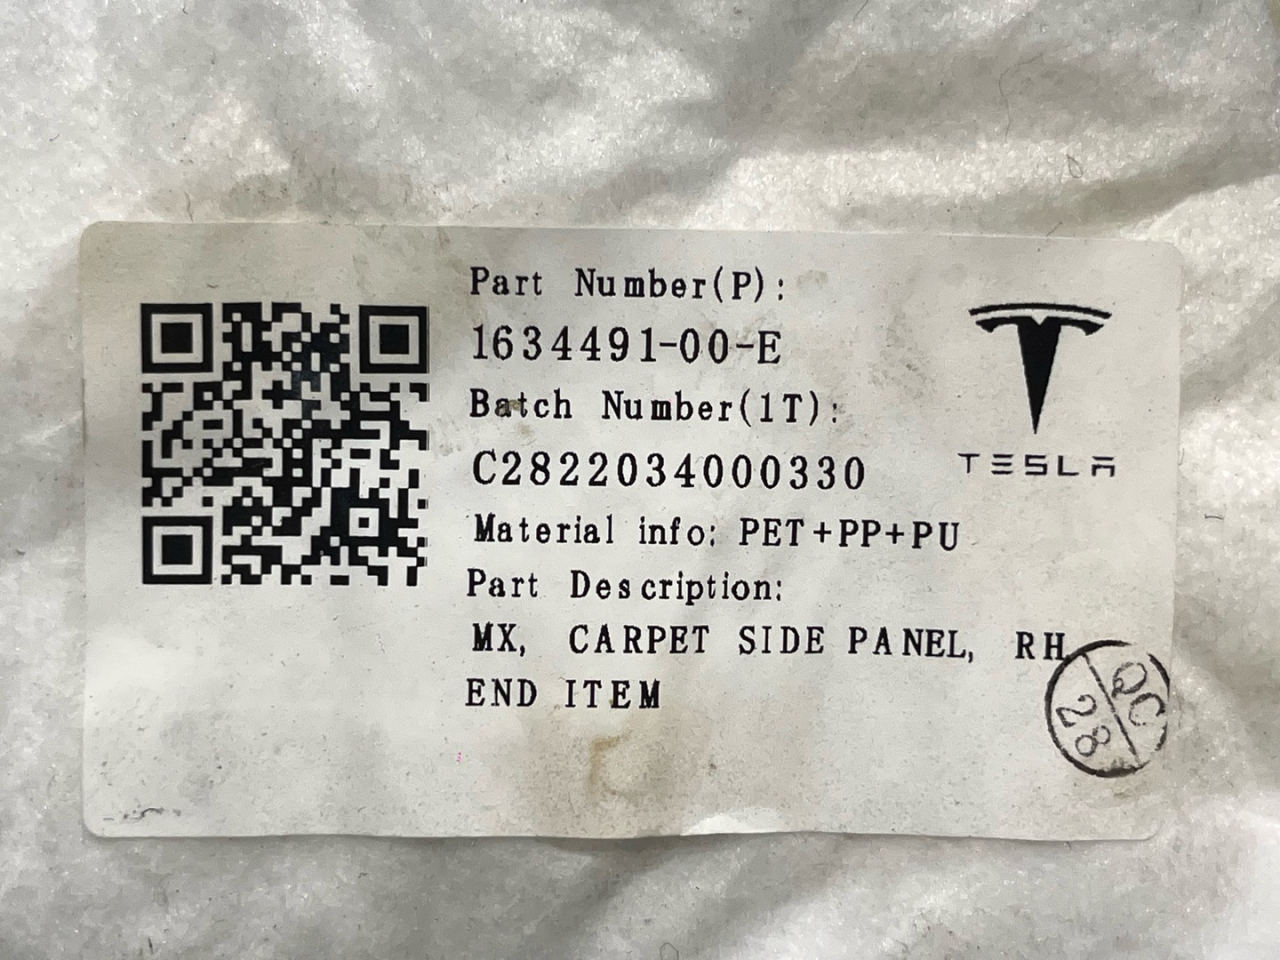 Part Number(P):
1634491-00-E
Batch Number(1T):
C2822034000330
Material info: PET+PP+PU
Part Description:
MX, CARPET SIDE PANEL, RH
END ITEM
TESLA
QC
28